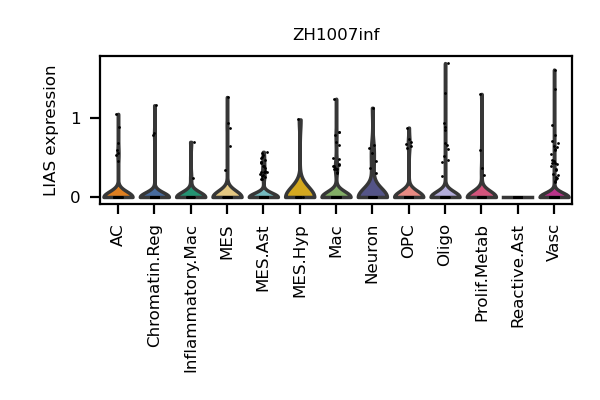 ZH1007inf
LIAS expression
1
0
AC
Chromatin.Reg
Inflammatory.Mac
MES
MES.Ast
MES.Hyp
Mac
Neuron
OPC
Oligo
Prolif.Metab
Reactive.Ast
Vasc